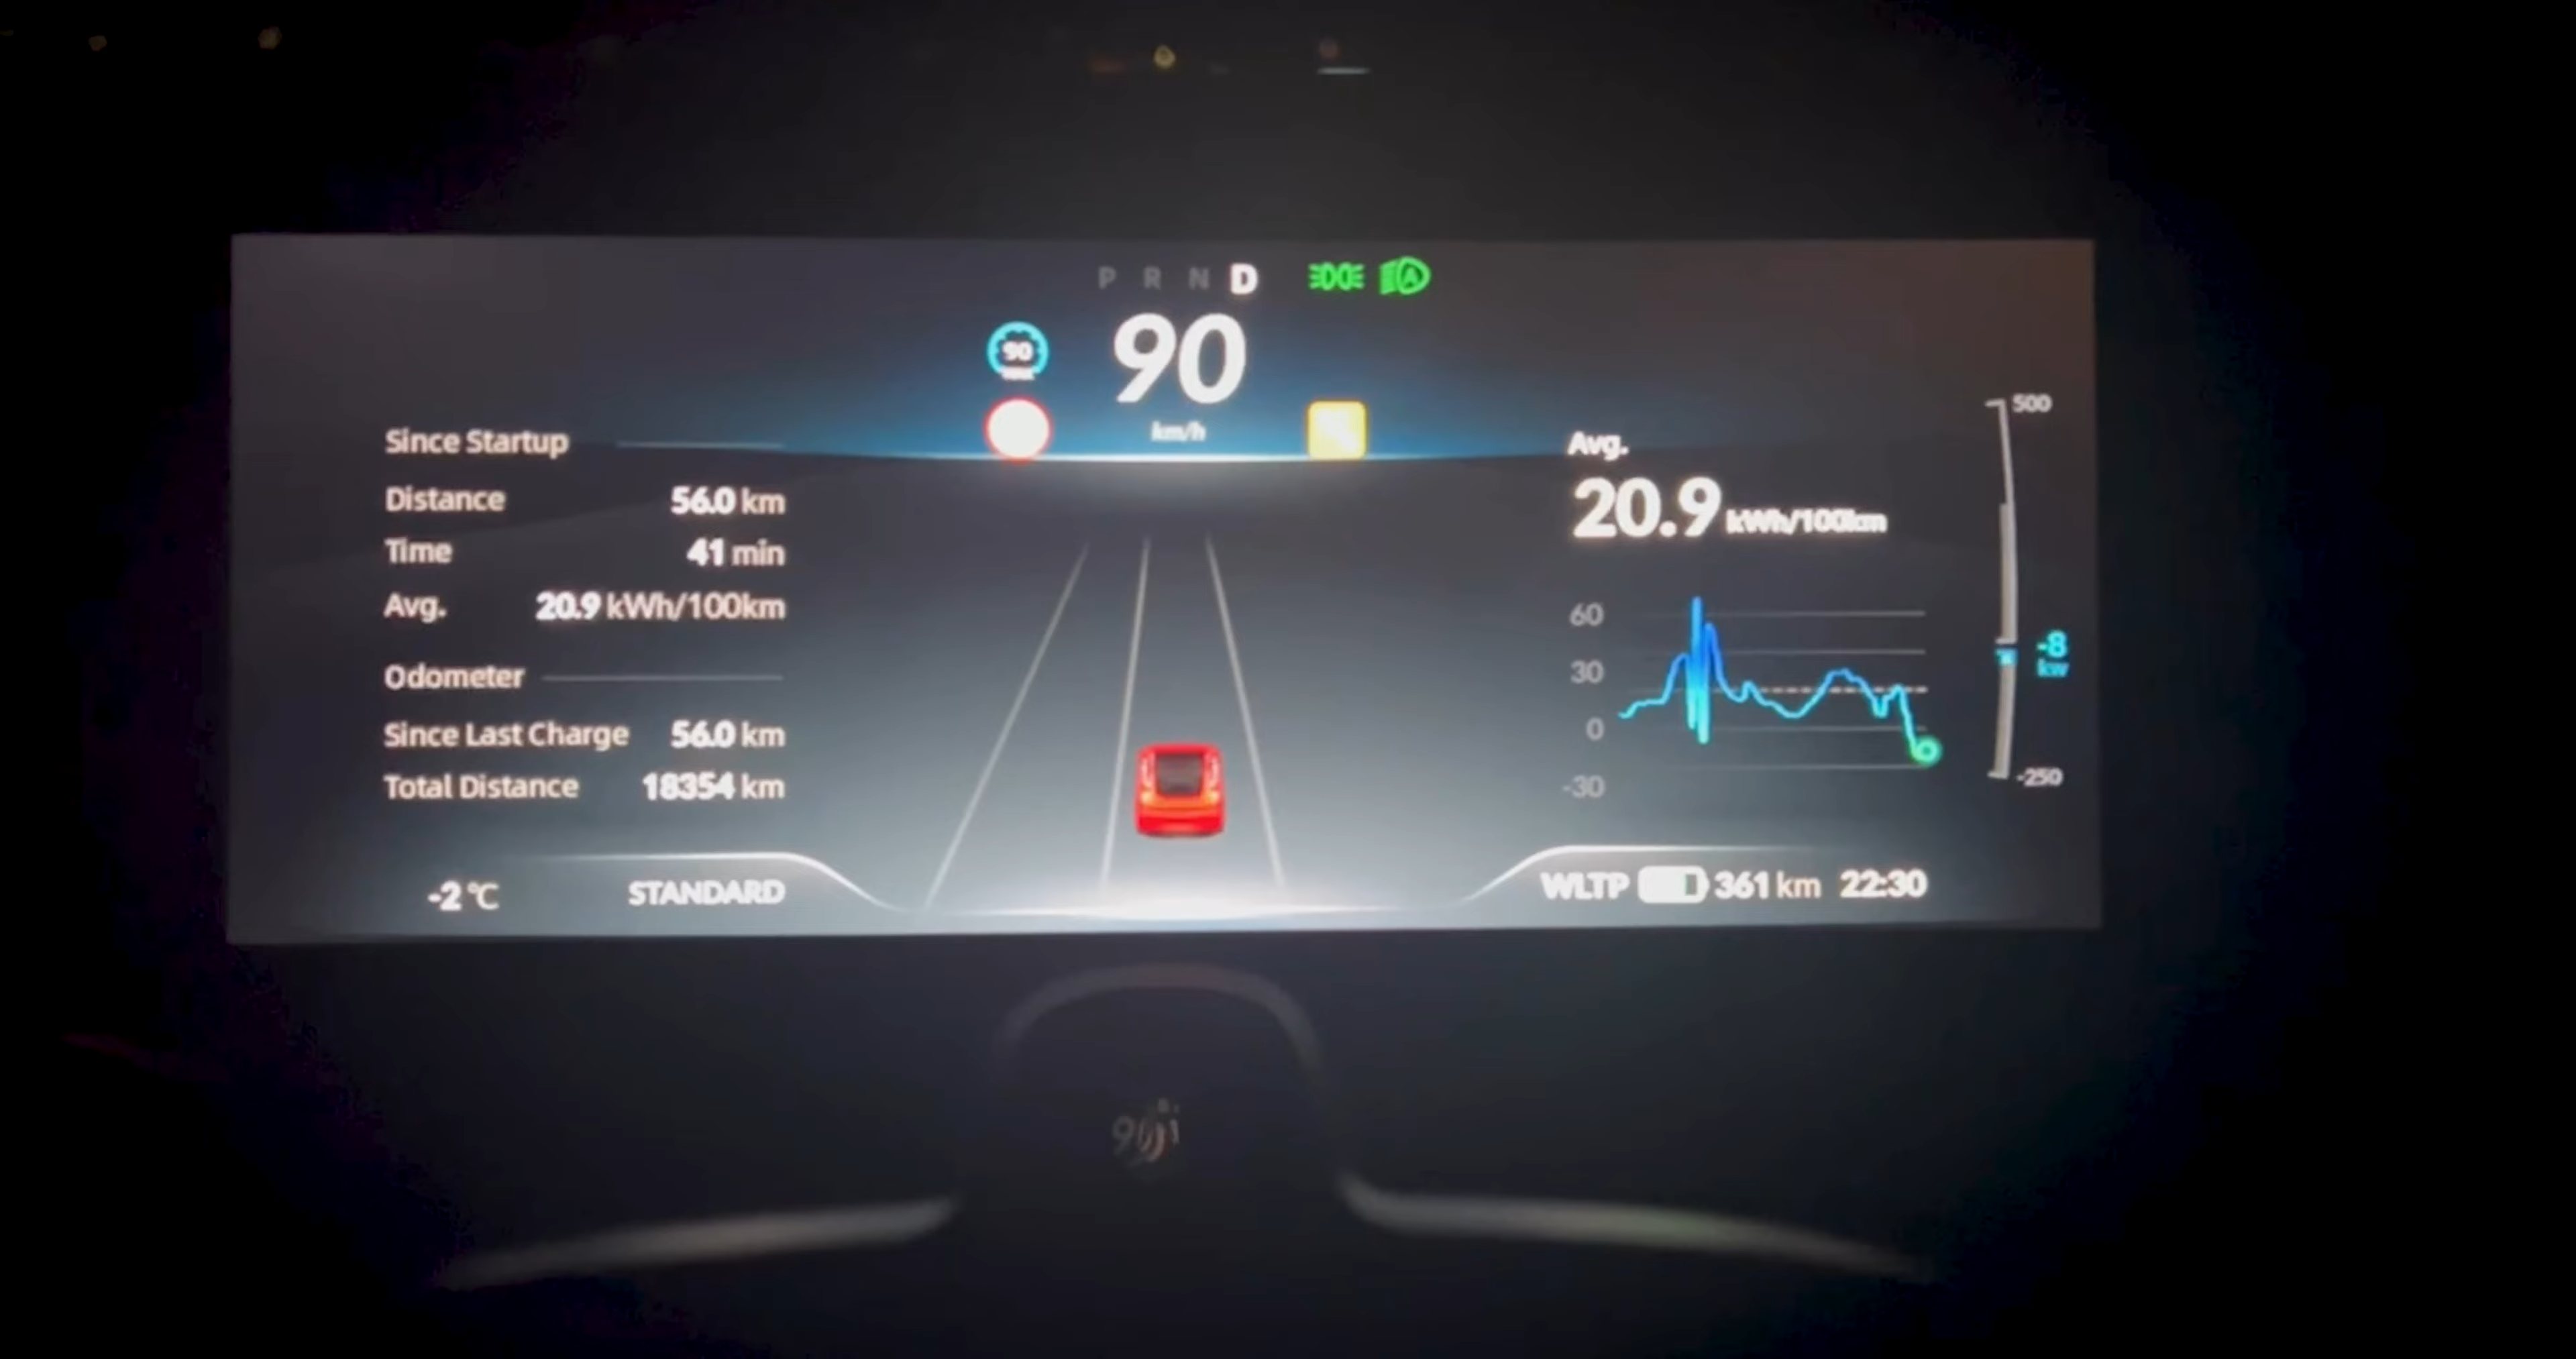 P R N D
90
90
km/h
Since Startup
Distance 56.0 km
Time 41 min
Avg. 20.9 kWh/100km
Odometer
Since Last Charge 56.0 km
Total Distance 18354 km
-2 °C STANDARD
Avg.
20.9 kWh/100km
60
30
0
-30
500
-8
kw
-250
WLTP 361 km 22:30